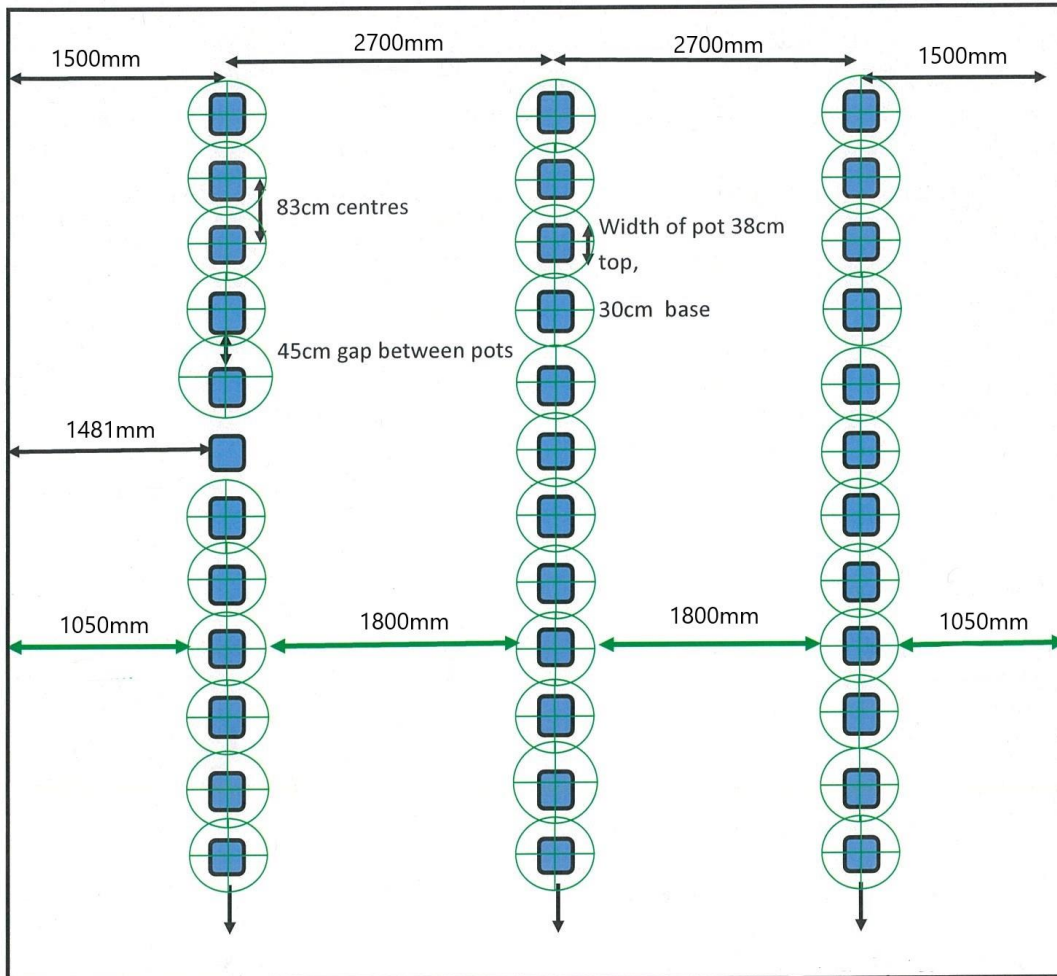 2700mm
2700mm
1500mm
1500mm
83cm centres
Width of pot 38cm
top,
30cm  base
45cm gap between pots
1481mm
1050mm
1800mm
1800mm
1050mm